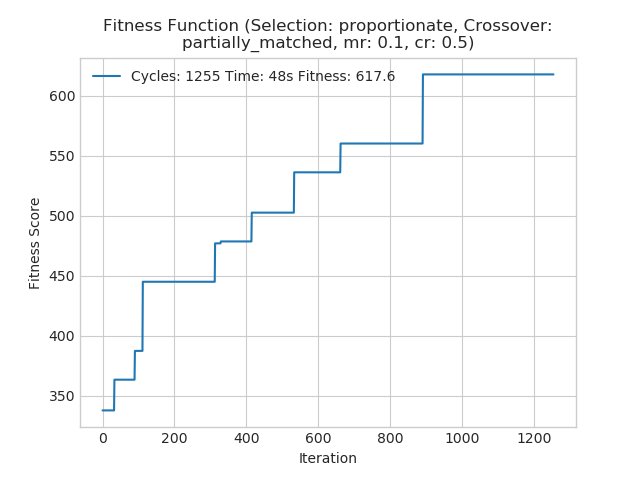 Fitness Function (Selection: proportionate, Crossover:
partially_matched, mr: 0.1, cr: 0.5)
Cycles: 1255 Time: 48s Fitness: 617.6
600
550
500
450
400
350
Fitness Score
0 200 400 600 800 1000 1200
Iteration